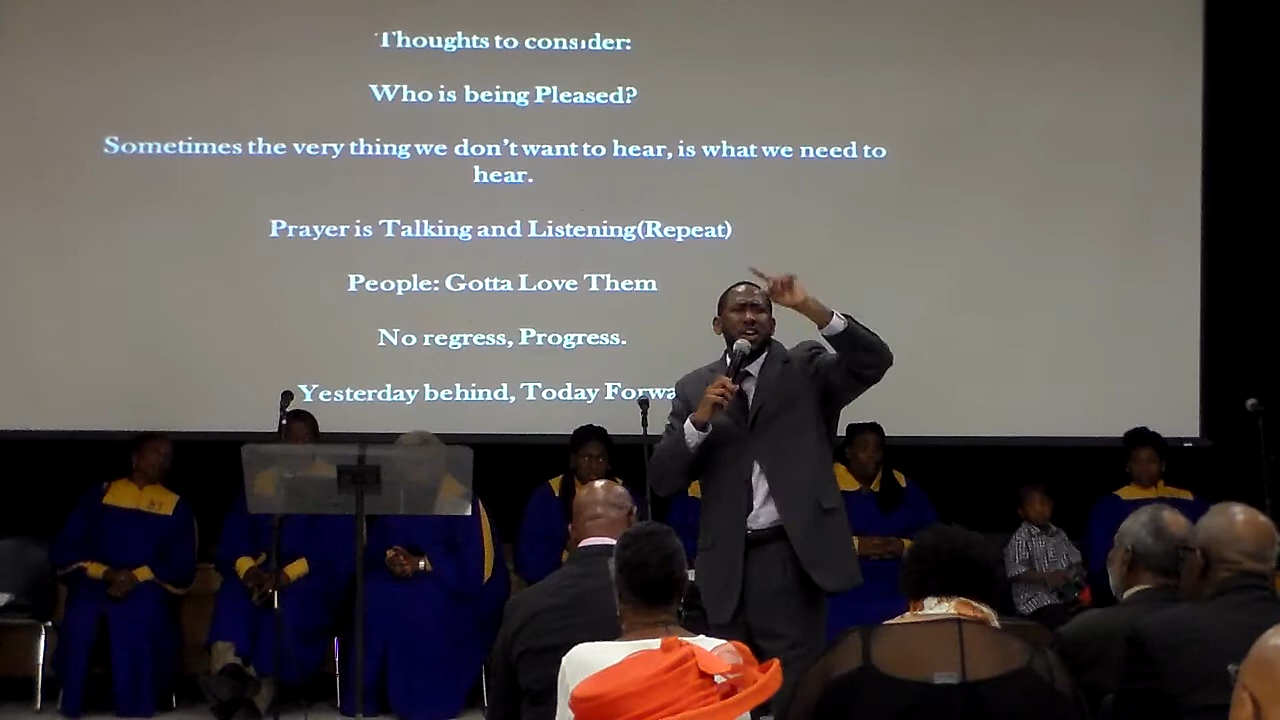 Thoughts to consider:
Who is being Pleased?
Sometimes the very thing we don't want to hear, is what we need to
hear.
Prayer is Talking and Listening(Repeat)
People: Gotta Love Them
No regress, Progress.
Yesterday behind, Today